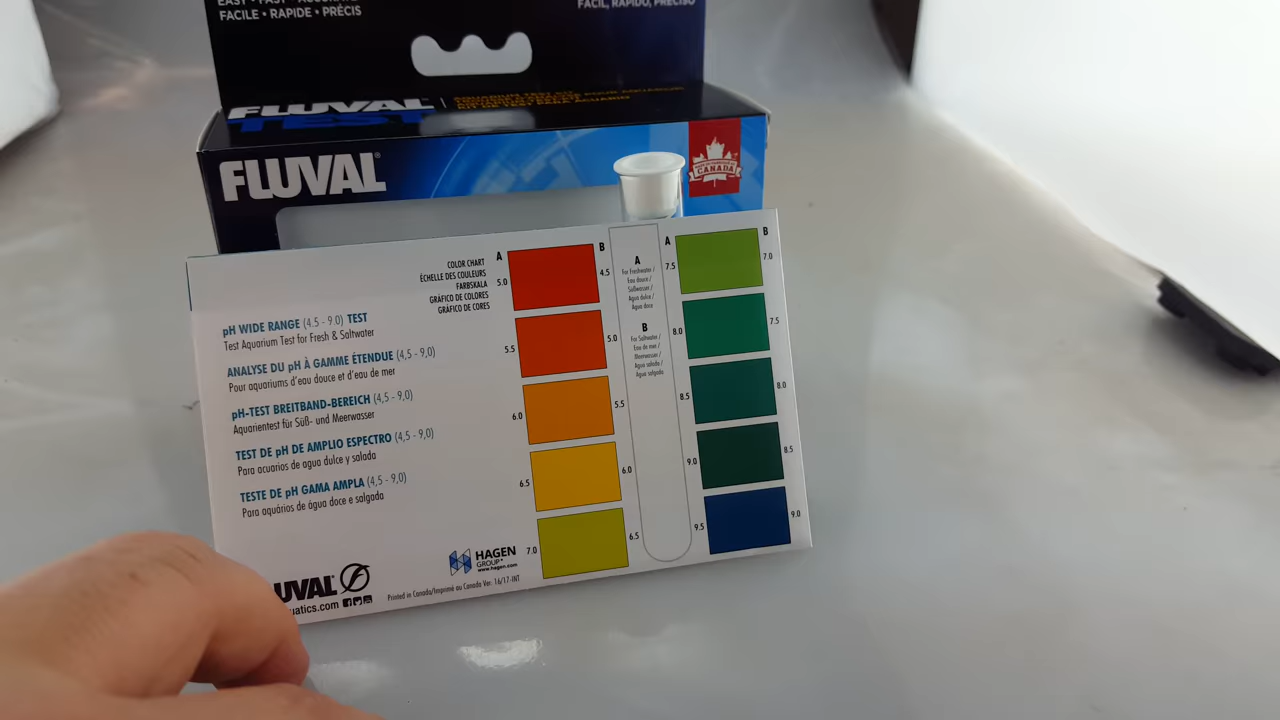 FACILE • RAPIDE • PRÉCIS
FÁCIL, RAPIDO, PRECISO
FLUVAL
TEST
FLUVAL®
CANADA
COLOR CHART
ÉCHELLE DES COULEURS
FARBSKALA
GRÁFICO DE COLORES
GRÁFICO DE CORES
pH WIDE RANGE (4.5 - 9.0) TEST
Test Aquarium Test for Fresh & Saltwater
ANALYSE DU pH À GAMME ÉTENDUE (4,5 - 9,0)
Pour aquariums d'eau douce et d'eau de mer
pH-TEST BREITBAND-BEREICH (4,5 - 9,0)
Aquarientest für Süß- und Meerwasser
TEST DE pH DE AMPLIO ESPECTRO (4,5 - 9,0)
Para acuarios de agua dulce y salada
TESTE DE pH GAMA AMPLA (4,5 - 9,0)
Para aquários de água doce e salgada
A B
5.0 4.5
5.5 5.0
6.0 5.5
6.5 6.0
7.0 6.5
A
For Freshwater /
Eau douce /
Süßwasser /
Agua dulce /
Água doce
B
For Saltwater /
Eau de mer /
Meerwasser /
Agua salada /
Água salgada
A B
7.5 7.0
8.0 7.5
8.5 8.0
9.0 8.5
9.5 9.0
HAGEN
GROUP
www.hagen.com
UVAL
uatics.com
Printed in Canada/Imprimé au Canada Ver. 16/17-INT